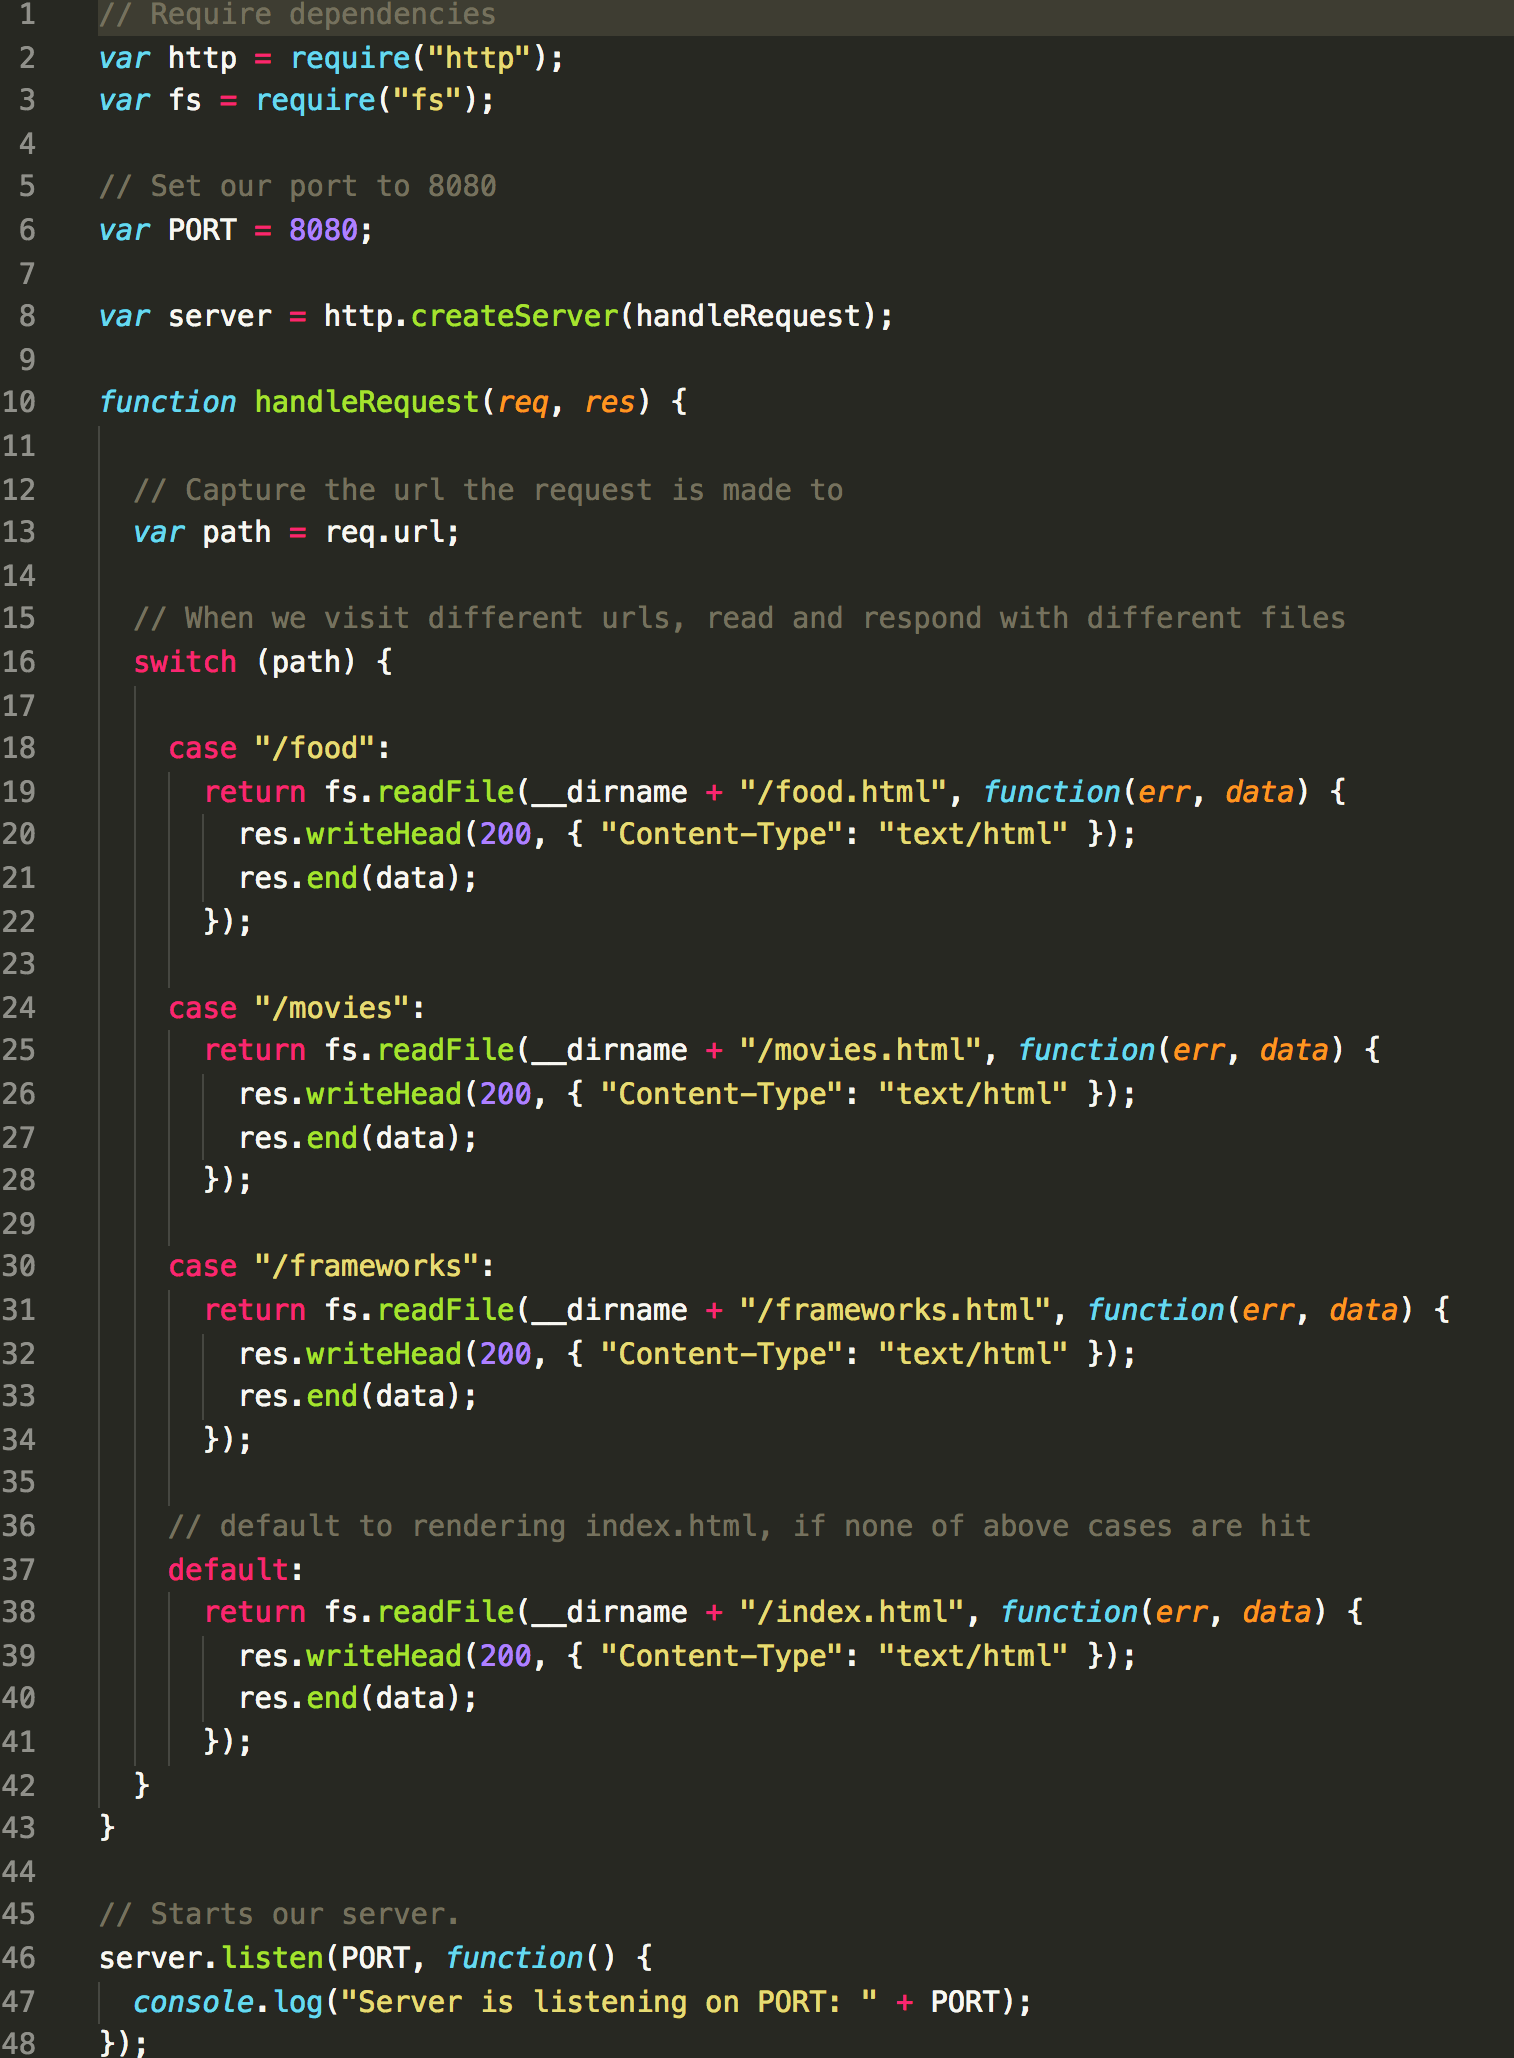 1 // Require dependencies
2 var http = require("http");
3 var fs = require("fs");
4
5 // Set our port to 8080
6 var PORT = 8080;
7
8 var server = http.createServer(handleRequest);
9
10 function handleRequest(req, res) {
11
12   // Capture the url the request is made to
13   var path = req.url;
14
15   // When we visit different urls, read and respond with different files
16   switch (path) {
17
18     case "/food":
19       return fs.readFile(__dirname + "/food.html", function(err, data) {
20         res.writeHead(200, { "Content-Type": "text/html" });
21         res.end(data);
22       });
23
24     case "/movies":
25       return fs.readFile(__dirname + "/movies.html", function(err, data) {
26         res.writeHead(200, { "Content-Type": "text/html" });
27         res.end(data);
28       });
29
30     case "/frameworks":
31       return fs.readFile(__dirname + "/frameworks.html", function(err, data) {
32         res.writeHead(200, { "Content-Type": "text/html" });
33         res.end(data);
34       });
35
36     // default to rendering index.html, if none of above cases are hit
37     default:
38       return fs.readFile(__dirname + "/index.html", function(err, data) {
39         res.writeHead(200, { "Content-Type": "text/html" });
40         res.end(data);
41       });
42   }
43 }
44
45 // Starts our server.
46 server.listen(PORT, function() {
47   console.log("Server is listening on PORT: " + PORT);
48 });